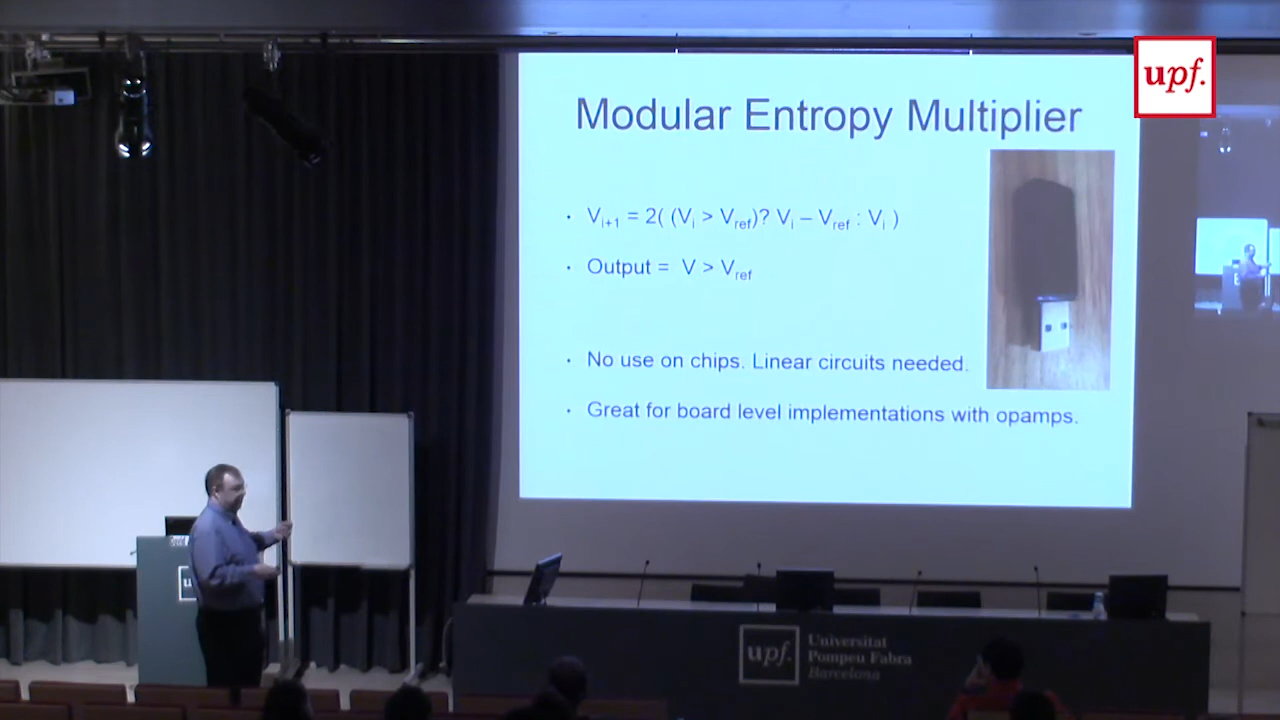 upf.
Modular Entropy Multiplier
· Vi+1 = 2( (Vi > Vref)? Vi – Vref : Vi )
· Output = V > Vref
· No use on chips. Linear circuits needed.
· Great for board level implementations with opamps.
upf.
Universitat
Pompeu Fabra
Barcelona